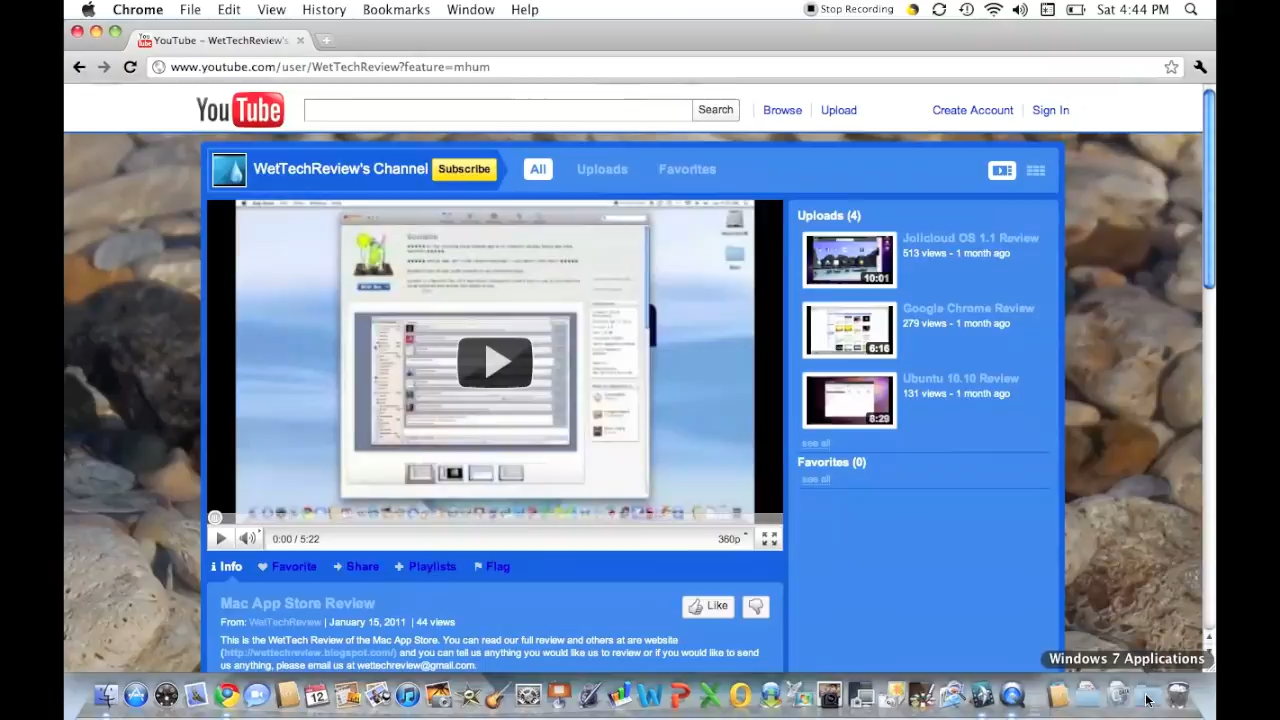 Chrome File Edit View History Bookmarks Window Help Stop Recording Sat 4:44 PM
YouTube - WetTechReview's
www.youtube.com/user/WetTechReview?feature=mhum
YouTube Search Browse Upload Create Account Sign In
WetTechReview's Channel Subscribe All Uploads Favorites
Uploads (4)
Jolicloud OS 1.1 Review
513 views - 1 month ago
10:01
Google Chrome Review
279 views - 1 month ago
6:16
Ubuntu 10.10 Review
131 views - 1 month ago
8:29
see all
Favorites (0)
see all
0:00 / 5:22 360p
Info Favorite Share Playlists Flag
Mac App Store Review
Like
From: WetTechReview | January 15, 2011 | 44 views
This is the WetTech Review of the Mac App Store. You can read our full review and others at are website
(http://wettechreview.blogspot.com/) and you can tell us anything you would like us to review or if you would like to send
us anything, please email us at wettechreview@gmail.com.
Windows 7 Applications
12